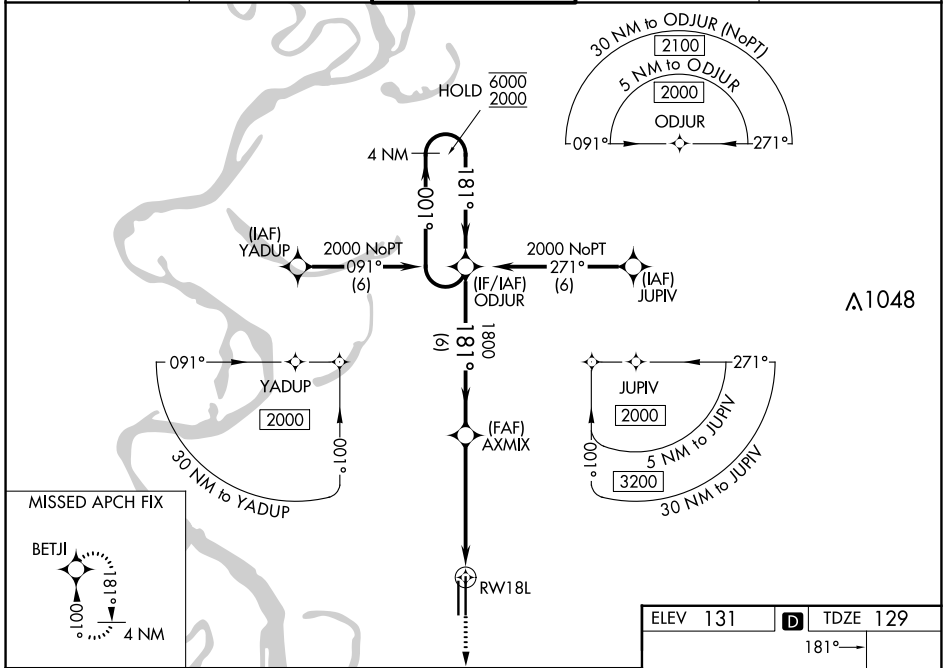 30 NM to ODJUR (NoPT)
2100
5 NM to ODJUR
2000
ODJUR
091°
271°
HOLD 6000
2000
4 NM
001°
181°
(IAF)
YADUP
2000 NoPT
091°
(6)
(IF/IAF)
ODJUR
2000 NoPT
271°
(6)
(IAF)
JUPIV
1048
1800
181°
(6)
091°
YADUP
2000
001°
30 NM to YADUP
271°
JUPIV
2000
001°
5 NM to JUPIV
3200
30 NM to JUPIV
(FAF)
AXMIX
MISSED APCH FIX
BETJI
181°
001°
4 NM
RW18L
ELEV 131
D
TDZE 129
181°